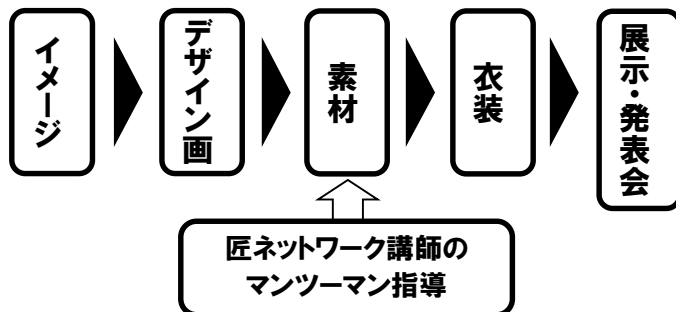 イメージ
デザイン画
素材
衣装
展示・発表会
匠ネットワーク講師の
マンツーマン指導